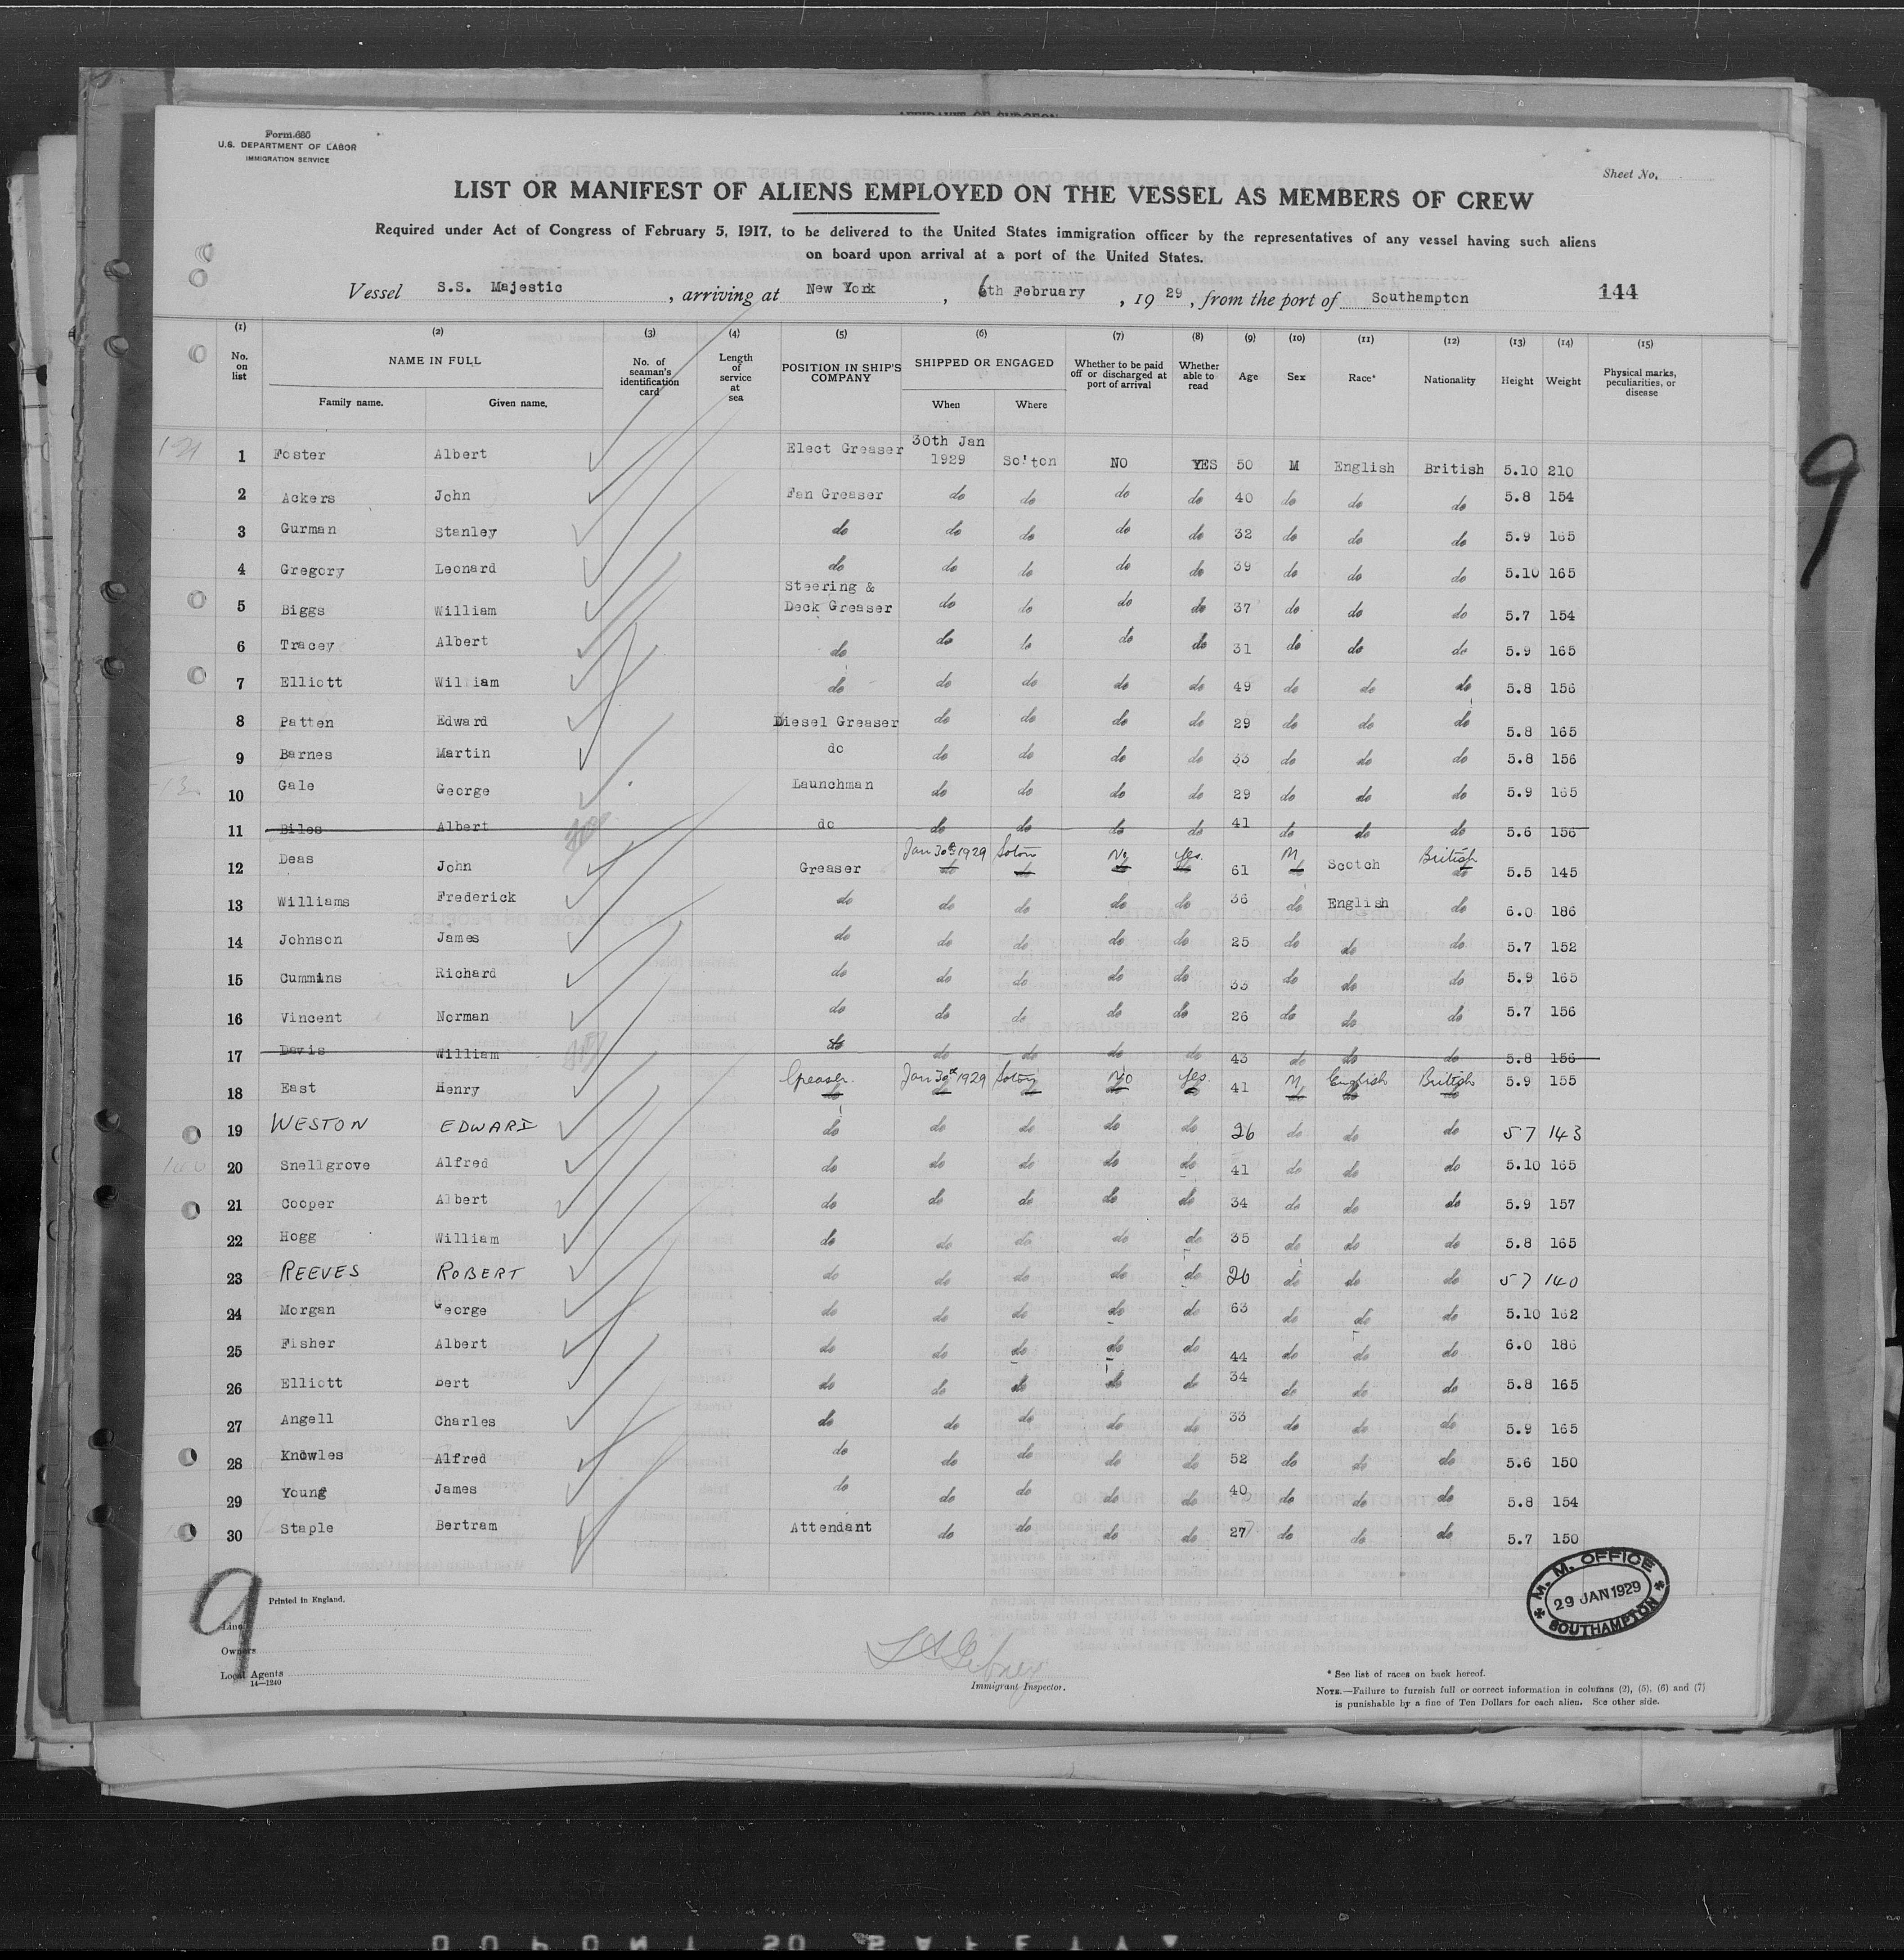 Form 685
U.S. DEPARTMENT OF LABOR
IMMIGRATION SERVICE
Sheet No.
LIST OR MANIFEST OF ALIENS EMPLOYED ON THE VESSEL AS MEMBERS OF CREW
Required under Act of Congress of February 5, 1917, to be delivered to the United States immigration officer by the representatives of any vessel having such aliens
on board upon arrival at a port of the United States.
Vessel S.S. Majestic, arriving at New York, 6th February, 1929, from the port of Southampton 144
(1) (2) (3) (4) (5) (6) (7) (8) (9) (10) (11) (12) (13) (14) (15)
No. on list NAME IN FULL Family name. Given name. No. of seaman's identification card Length of service at sea POSITION IN SHIP'S COMPANY SHIPPED OR ENGAGED When Where Whether to be paid off or discharged at port of arrival Whether able to read Age Sex Race* Nationality Height Weight Physical marks, peculiarities, or disease
1 Foster Albert Elect Greaser 30th Jan 1929 So'ton NO YES 50 M English British 5.10 210
2 Ackers John Fan Greaser do do do do 40 do do do 5.8 154
3 Gurman Stanley do do do do do 32 do do do 5.9 165
4 Gregory Leonard do do do do do 39 do do do 5.10 165
5 Biggs William Steering & Deck Greaser do do do do 37 do do do 5.7 154
6 Tracey Albert do do do do do 31 do do do 5.9 165
7 Elliott William do do do do do 49 do do do 5.8 156
8 Patten Edward Diesel Greaser do do do do 29 do do do 5.8 165
9 Barnes Martin do do do do do 33 do do do 5.8 156
10 Gale George Launchman do do do do 29 do do do 5.9 165
11 Biles Albert do do do do do 41 do do do 5.6 156
12 Deas John Greaser Jan 30th 1929 Soton No yes. 61 M Scotch British 5.5 145
13 Williams Frederick do do do do do 36 do English do 6.0 186
14 Johnson James do do do do do 25 do do do 5.7 152
15 Cummins Richard do do do do do 33 do do do 5.9 165
16 Vincent Norman do do do do do 26 do do do 5.7 156
17 Davis William do do do do do 43 do do do 5.8 156
18 East Henry Greaser. Jan 30th 1929 Soton No yes. 41 M English British 5.9 155
19 WESTON EDWARD do do do do do 26 do do do 5 7 143
20 Snellgrove Alfred do do do do do 41 do do do 5.10 165
21 Cooper Albert do do do do do 34 do do do 5.9 157
22 Hogg William do do do do do 35 do do do 5.8 165
23 REEVES ROBERT do do do do do 26 do do do 5 7 140
24 Morgan George do do do do do 63 do do do 5.10 162
25 Fisher Albert do do do do do 44 do do do 6.0 186
26 Elliott Bert do do do do do 34 do do do 5.8 165
27 Angell Charles do do do do do 33 do do do 5.9 165
28 Knowles Alfred do do do do do 52 do do do 5.6 150
29 Young James do do do do do 40 do do do 5.8 154
30 Staple Bertram Attendant do do do do 27 do do do 5.7 150
9
9
M. M. OFFICE
29 JAN 1929
SOUTHAMPTON
Printed in England.
Line
Owners
Local Agents
14—1240
Immigrant Inspector.
* See list of races on back hereof.
NOTE.—Failure to furnish full or correct information in columns (2), (5), (6) and (7)
is punishable by a fine of Ten Dollars for each alien. See other side.
DUPONT SAFETY